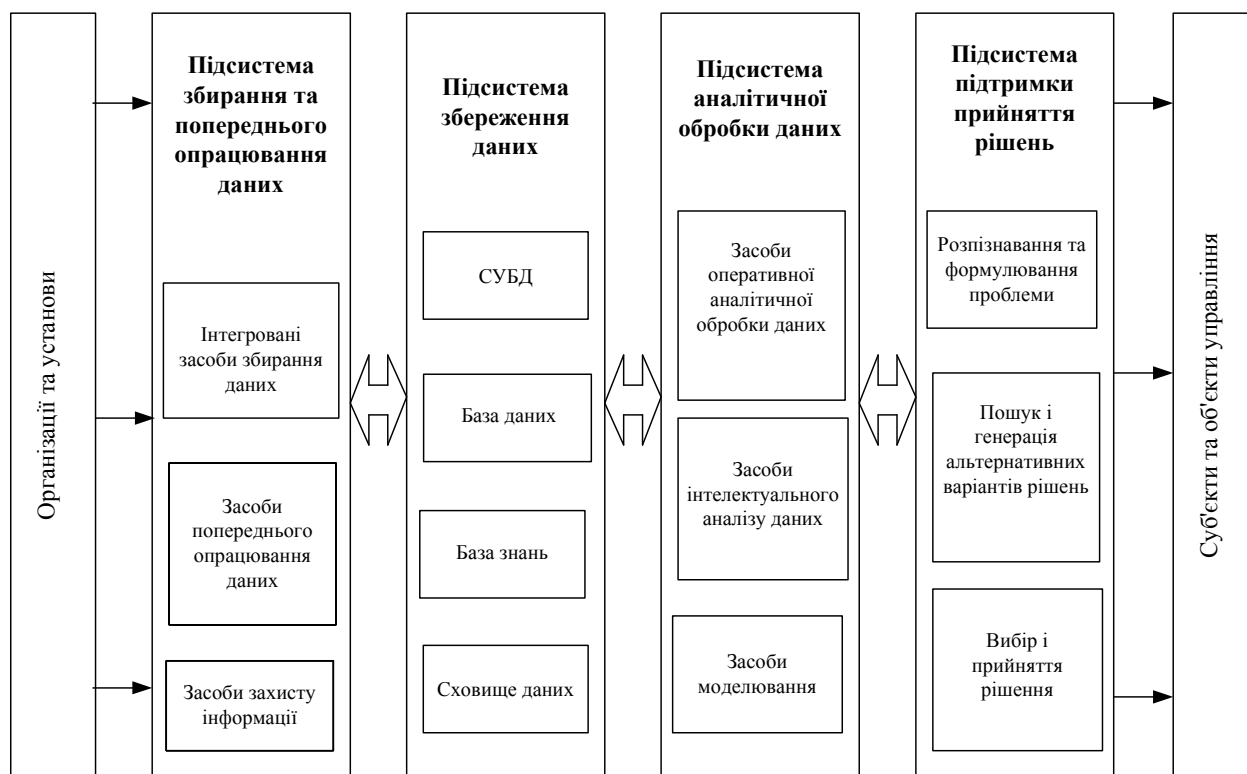 Організації та установи
Підсистема
збирання та
попереднього
опрацювання
даних
Інтегровані
засоби збирання
даних
Засоби
попереднього
опрацювання
даних
Засоби захисту
інформації
Підсистема
збереження
даних
СУБД
База даних
База знань
Сховище даних
Підсистема
аналітичної
обробки даних
Засоби
оперативної
аналітичної
обробки даних
Засоби
інтелектуального
аналізу даних
Засоби
моделювання
Підсистема
підтримки
прийняття
рішень
Розпізнавання та
формулювання
проблеми
Пошук і
генерація
альтернативних
варіантів рішень
Вибір і
прийняття
рішення
Суб'єкти та об'єкти управління